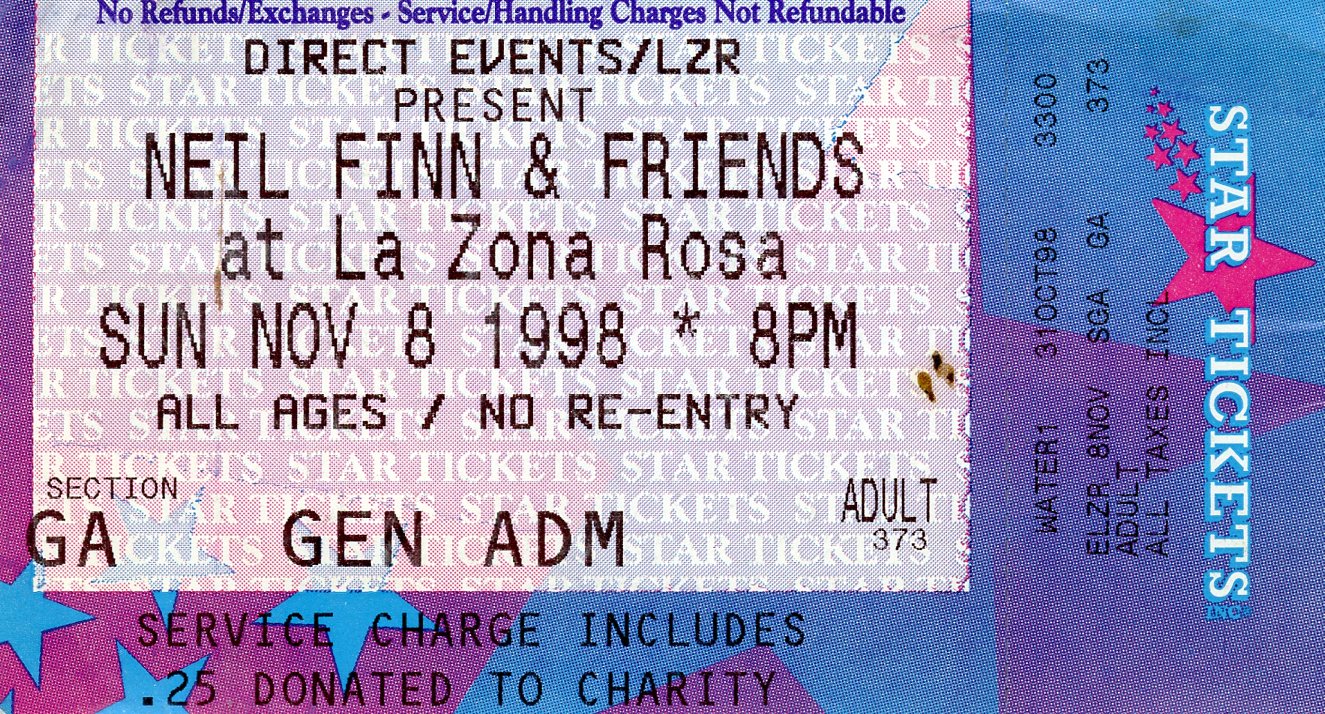 No Refunds/Exchanges - Service/Handling Charges Not Refundable
DIRECT EVENTS/LZR
PRESENT
NEIL FINN & FRIENDS
at La Zona Rosa
SUN NOV 8 1998 * 8PM
ALL AGES / NO RE-ENTRY
SECTION
GA GEN ADM
ADULT
373
SERVICE CHARGE INCLUDES
.25 DONATED TO CHARITY
WATER1 31OCT98 3300
ELZR 8NOV SGA GA 373
ADULT
ALL TAXES INCL
STAR TICKETS
INC